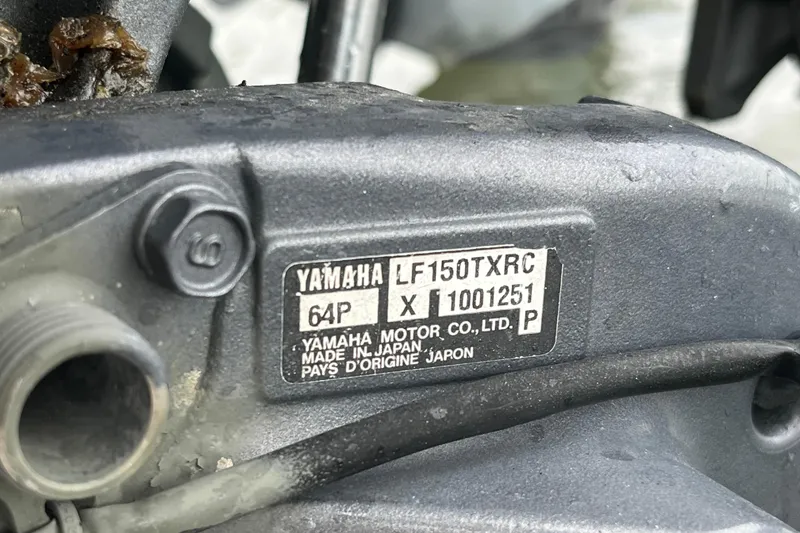 YAMAHA LF150TXRC
64P X 1001251
P
YAMAHA MOTOR CO., LTD.
MADE IN JAPAN
PAYS D'ORIGINE JAPON